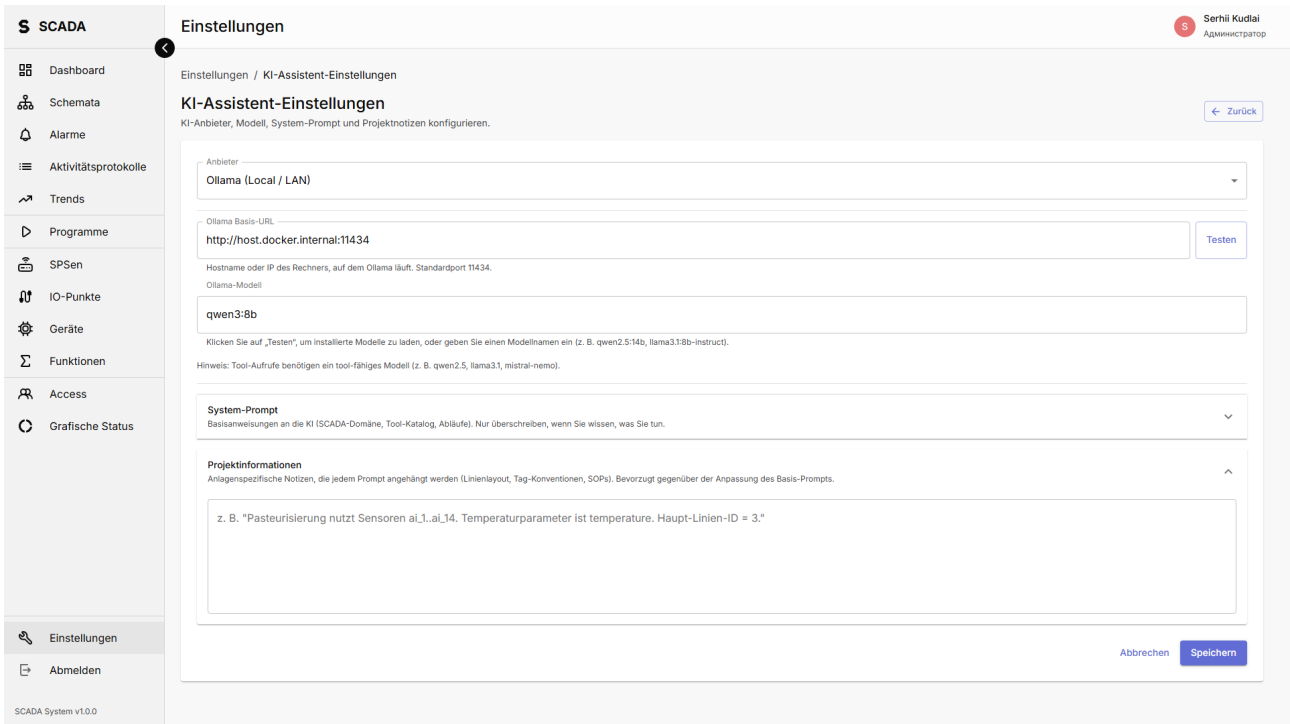 SCADA
Einstellungen
S
Serhii Kudlai
Администратор
Dashboard
Schemata
Alarme
Aktivitätsprotokolle
Trends
Programme
SPSen
IO-Punkte
Geräte
Funktionen
Access
Grafische Status
Einstellungen
Abmelden
SCADA System v1.0.0
Einstellungen / KI-Assistent-Einstellungen
KI-Assistent-Einstellungen
KI-Anbieter, Modell, System-Prompt und Projektnotizen konfigurieren.
← Zurück
Anbieter
Ollama (Local / LAN)
Ollama Basis-URL
http://host.docker.internal:11434
Testen
Hostname oder IP des Rechners, auf dem Ollama läuft. Standardport 11434.
Ollama-Modell
qwen3:8b
Klicken Sie auf „Testen“, um installierte Modelle zu laden, oder geben Sie einen Modellnamen ein (z. B. qwen2.5:14b, llama3.1:8b-instruct).
Hinweis: Tool-Aufrufe benötigen ein tool-fähiges Modell (z. B. qwen2.5, llama3.1, mistral-nemo).
System-Prompt
Basisanweisungen an die KI (SCADA-Domäne, Tool-Katalog, Abläufe). Nur überschreiben, wenn Sie wissen, was Sie tun.
Projektinformationen
Anlagenspezifische Notizen, die jedem Prompt angehängt werden (Linienlayout, Tag-Konventionen, SOPs). Bevorzugt gegenüber der Anpassung des Basis-Prompts.
z. B. "Pasteurisierung nutzt Sensoren ai_1..ai_14. Temperaturparameter ist temperature. Haupt-Linien-ID = 3."
Abbrechen
Speichern